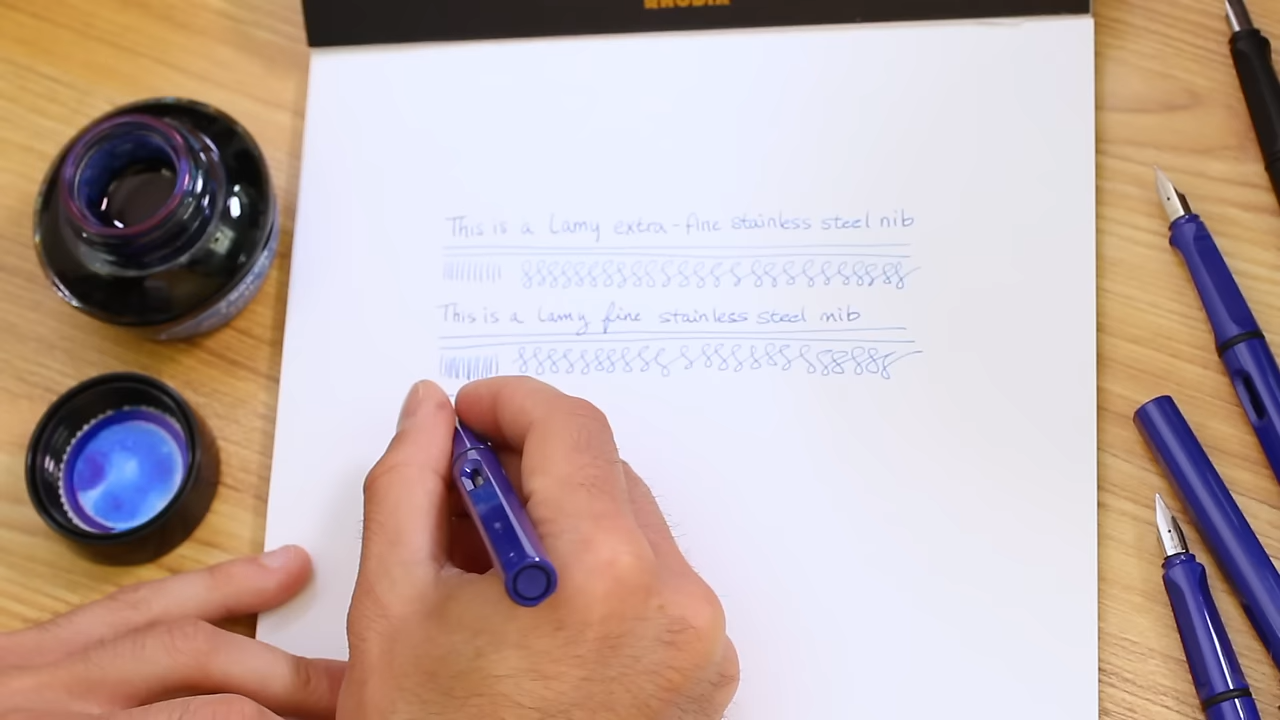 RHODIA
This is a Lamy extra-fine stainless steel nib
This is a Lamy fine stainless steel nib